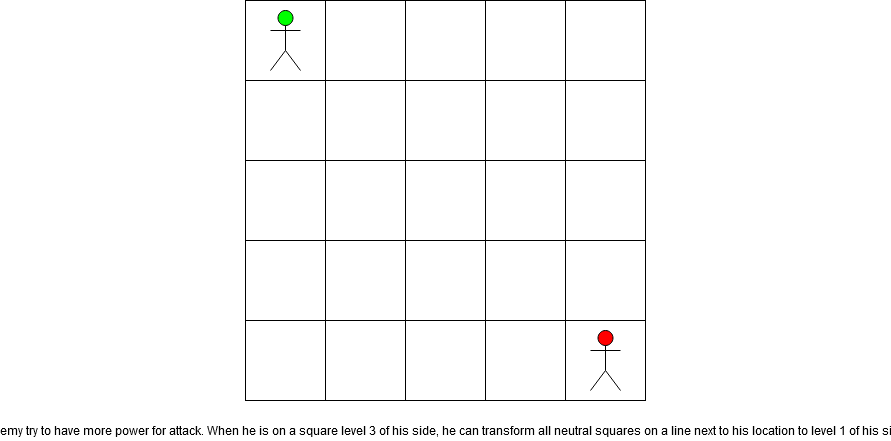 emy try to have more power for attack. When he is on a square level 3 of his side, he can transform all neutral squares on a line next to his location to level 1 of his si